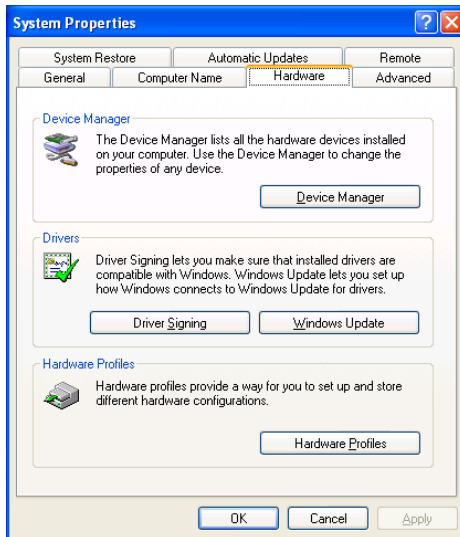 System Properties
System Restore Automatic Updates Remote
General Computer Name Hardware Advanced
Device Manager
The Device Manager lists all the hardware devices installed
on your computer. Use the Device Manager to change the
properties of any device.
Device Manager
Drivers
Driver Signing lets you make sure that installed drivers are
compatible with Windows. Windows Update lets you set up
how Windows connects to Windows Update for drivers.
Driver Signing Windows Update
Hardware Profiles
Hardware profiles provide a way for you to set up and store
different hardware configurations.
Hardware Profiles
OK Cancel Apply